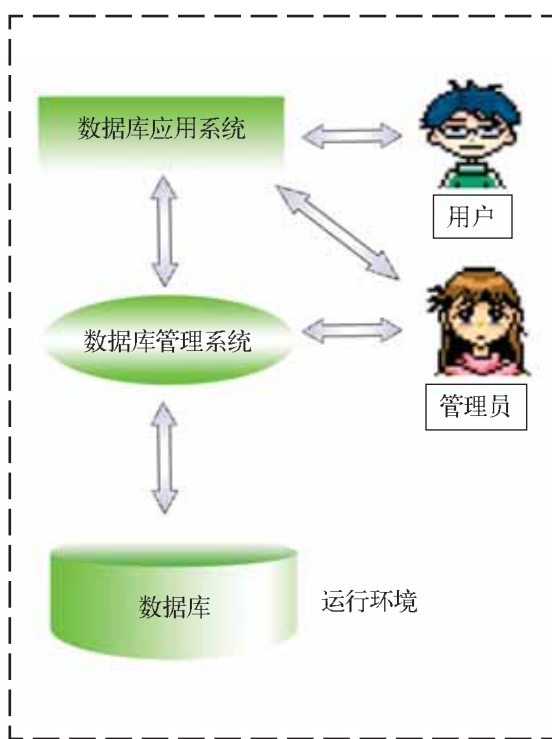 数据库应用系统
用户
数据库管理系统
管理员
数据库
运行环境